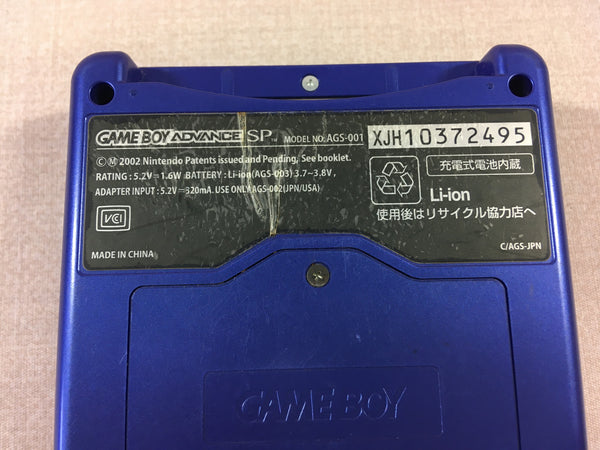 GAME BOY ADVANCE SP™ MODEL NO: AGS-001 XJH10372495
©Ⓜ 2002 Nintendo Patents issued and Pending, See booklet.
RATING : 5.2V⎓1.6W /BATTERY : Li-ion(AGS-003) 3.7~3.8V,
ADAPTER INPUT : 5.2V⎓320mA. USE ONLY AGS-002(JPN/USA)
VCCI
MADE IN CHINA
充電式電池内蔵
Li-ion
使用後はリサイクル協力店へ
C/AGS-JPN
GAME BOY